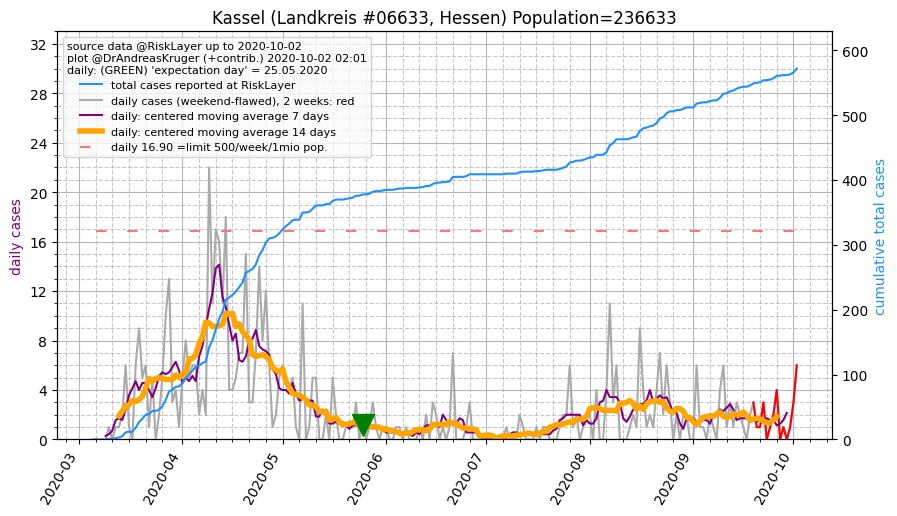 Kassel (Landkreis #06633, Hessen) Population=236633
source data @RiskLayer up to 2020-10-02
plot @DrAndreasKruger (+contrib.) 2020-10-02 02:01
daily: (GREEN) 'expectation day' = 25.05.2020
total cases reported at RiskLayer
daily cases (weekend-flawed), 2 weeks: red
daily: centered moving average 7 days
daily: centered moving average 14 days
daily 16.90 =limit 500/week/1mio pop.
daily cases
32
28
24
20
16
12
8
4
0
cumulative total cases
600
500
400
300
200
100
0
2020-03
2020-04
2020-05
2020-06
2020-07
2020-08
2020-09
2020-10